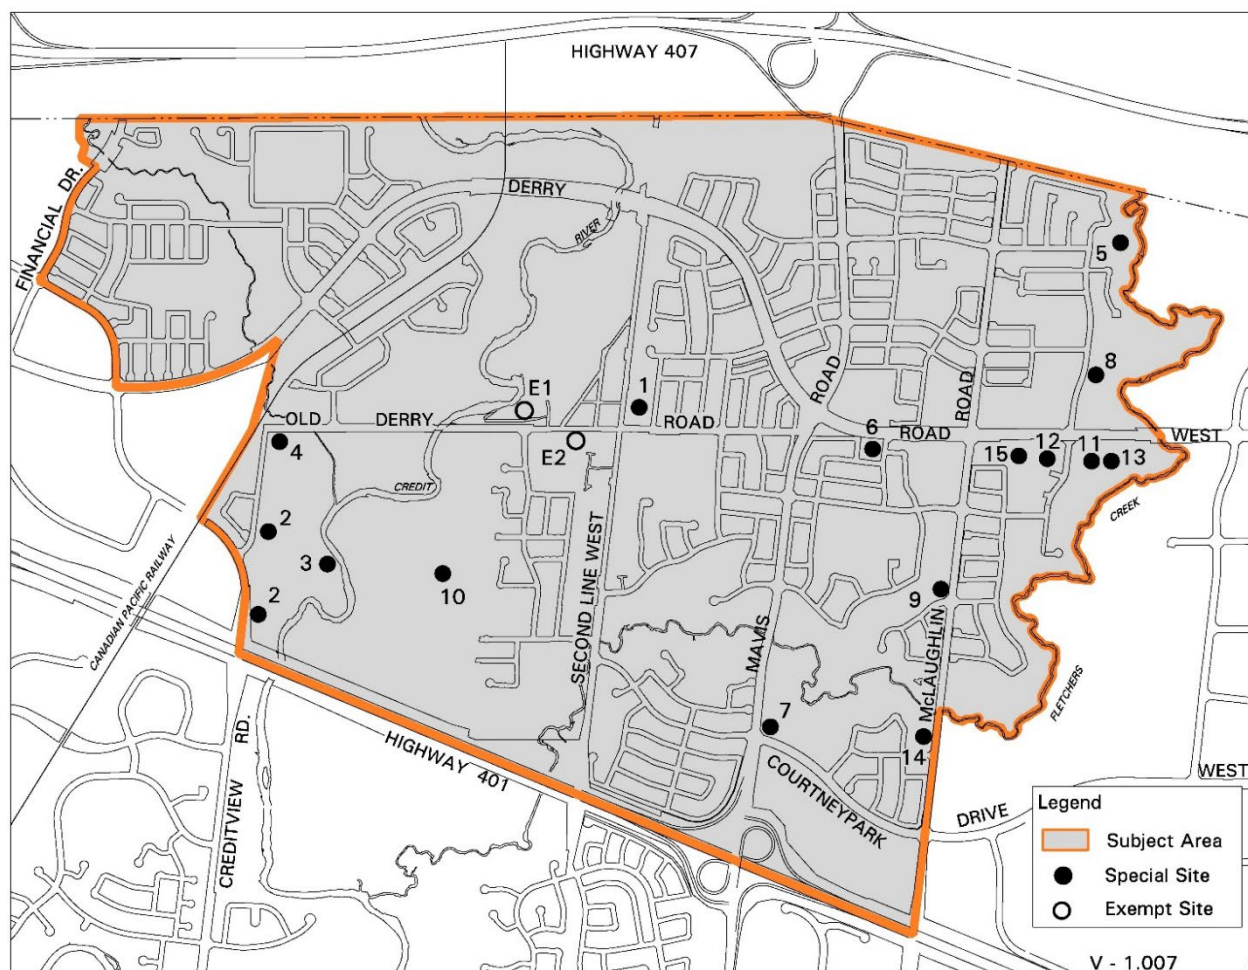 HIGHWAY 407
FINANCIAL DR.
DERRY
RIVER
5
8
ROAD
ROAD
E1
1
OLD DERRY ROAD
6
ROAD
WEST
4
E2
15
12
11
13
CREDIT
CREEK
2
3
10
9
2
CANADIAN PACIFIC RAILWAY
SECOND LINE WEST
MAVIS
McLAUGHLIN
FLETCHERS
7
14
CREDITVIEW RD.
HIGHWAY 401
COURTNEYPARK
DRIVE
WEST
Legend
Subject Area
Special Site
Exempt Site
V - 1.007